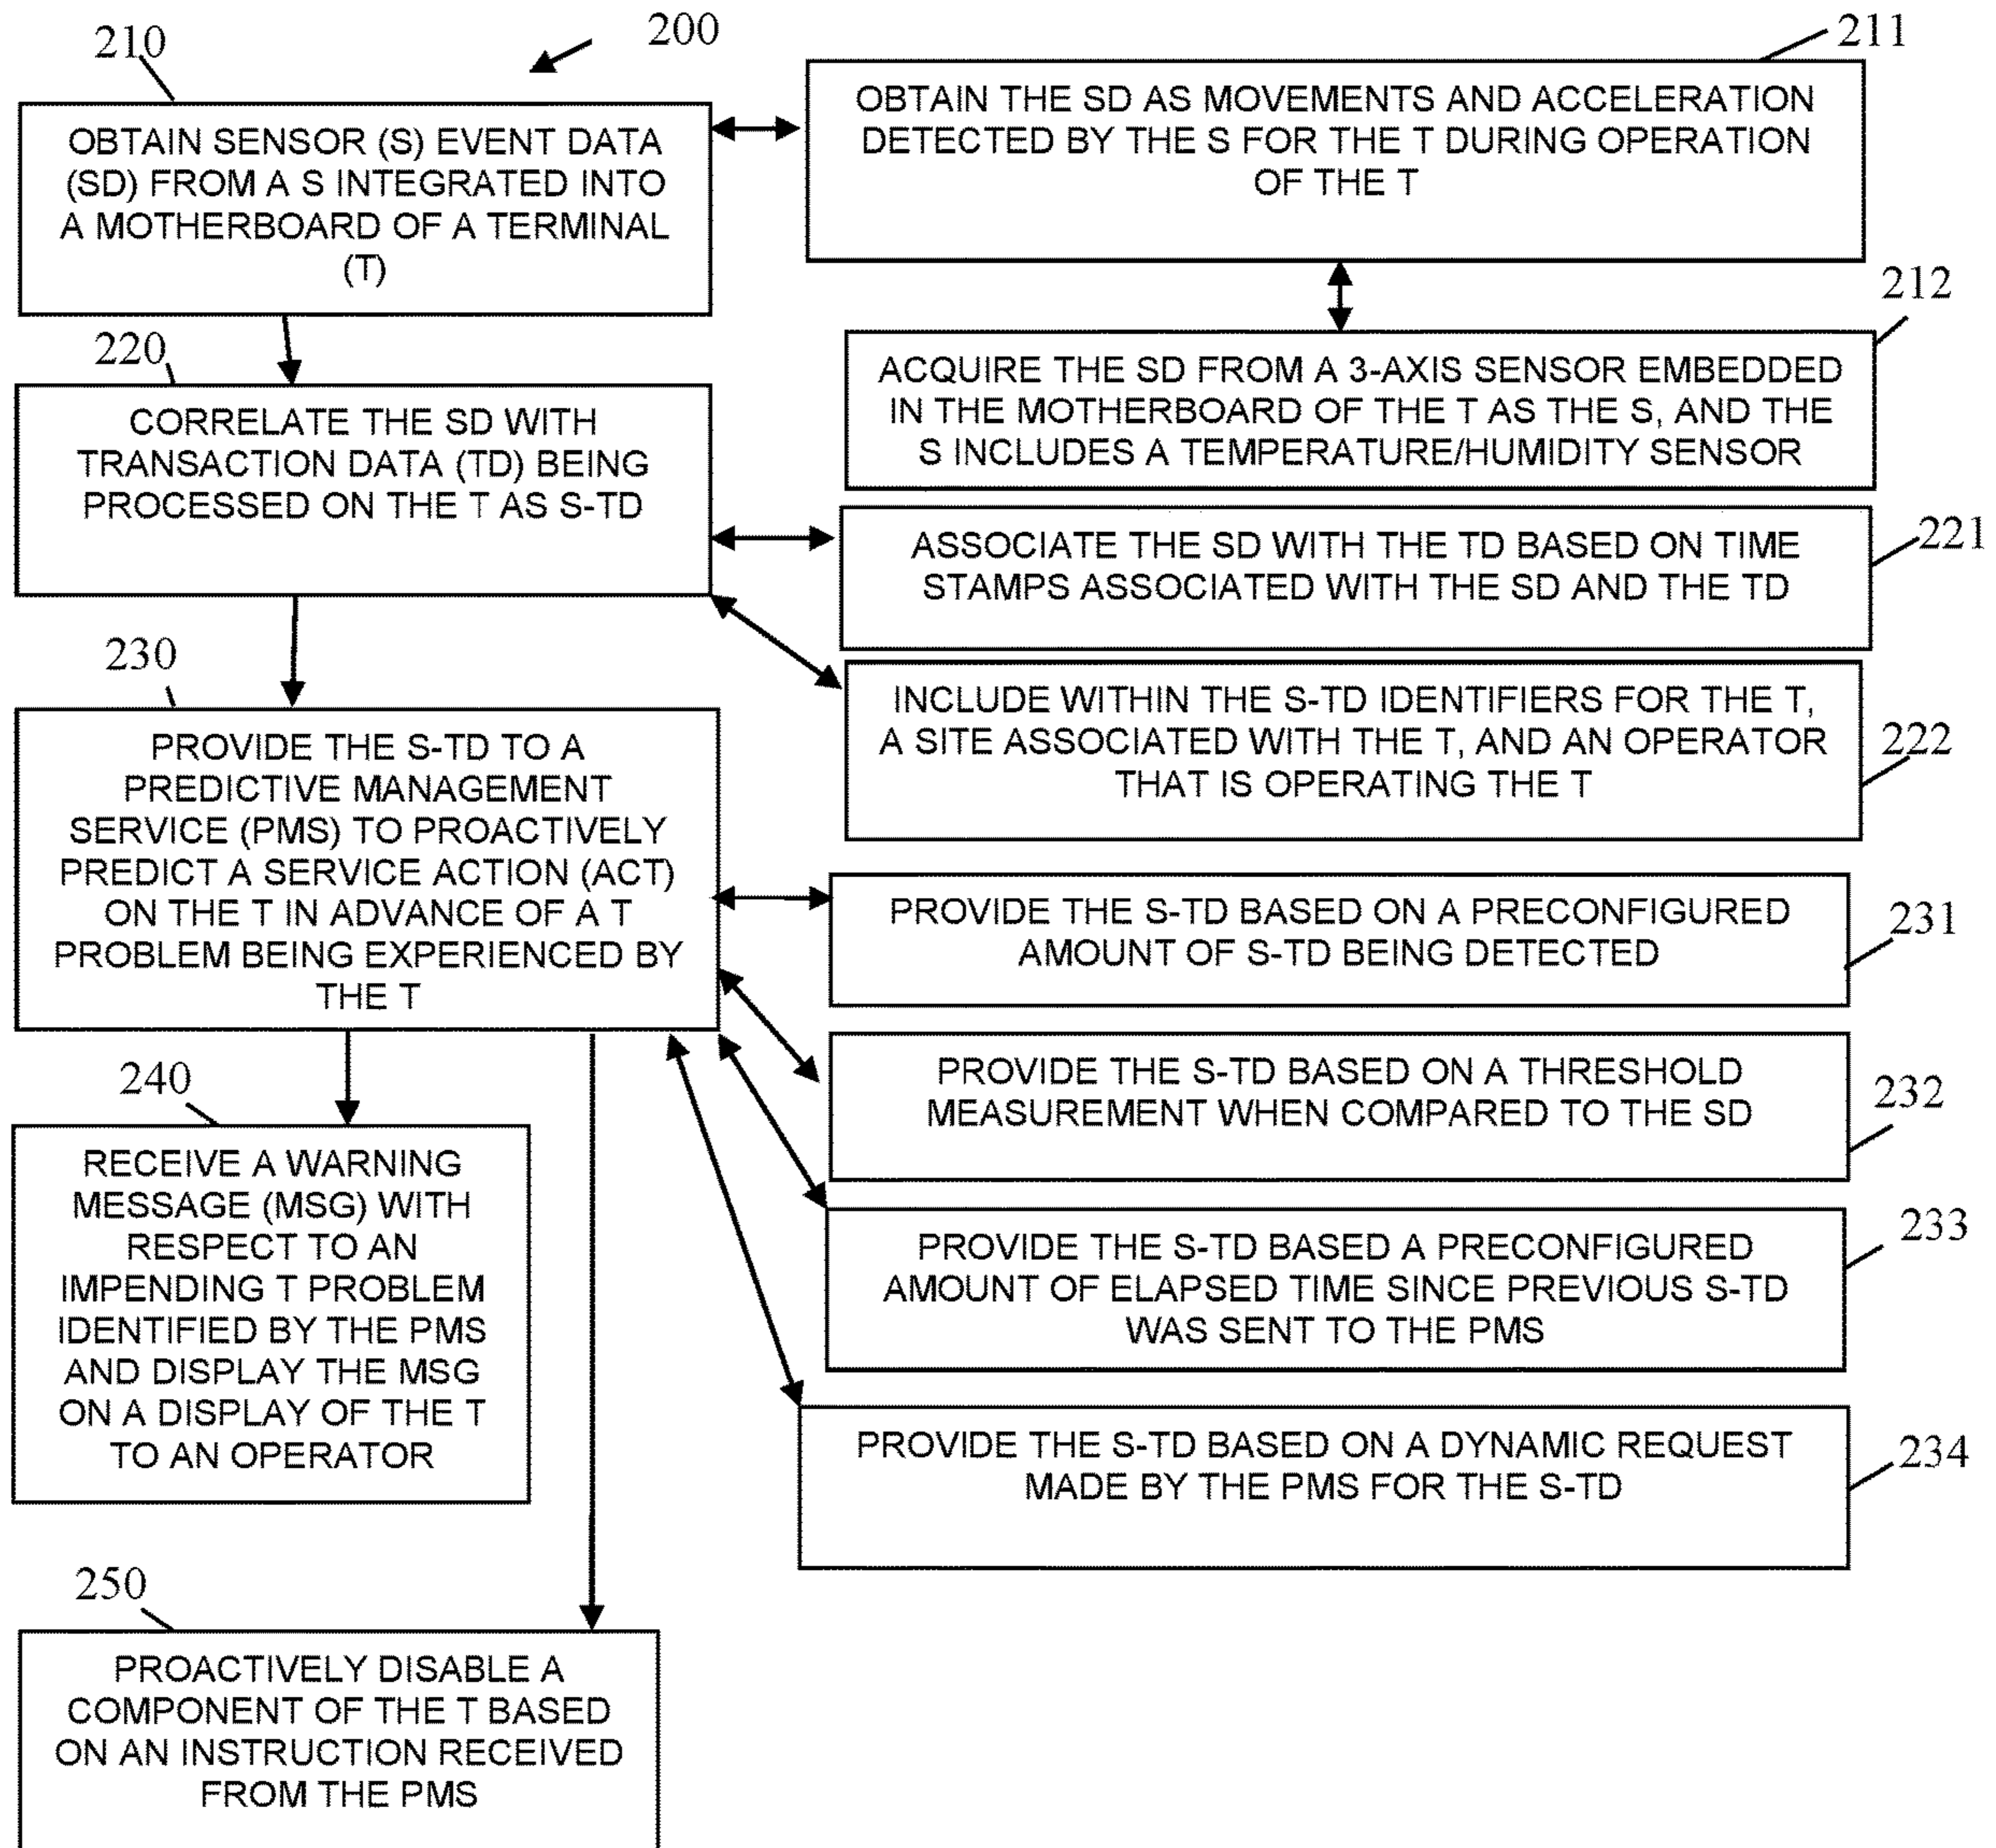 200
210
OBTAIN SENSOR (S) EVENT DATA
(SD) FROM A S INTEGRATED INTO
A MOTHERBOARD OF A TERMINAL
(T)
211
OBTAIN THE SD AS MOVEMENTS AND ACCELERATION
DETECTED BY THE S FOR THE T DURING OPERATION
OF THE T
212
ACQUIRE THE SD FROM A 3-AXIS SENSOR EMBEDDED
IN THE MOTHERBOARD OF THE T AS THE S, AND THE
S INCLUDES A TEMPERATURE/HUMIDITY SENSOR
220
CORRELATE THE SD WITH
TRANSACTION DATA (TD) BEING
PROCESSED ON THE T AS S-TD
221
ASSOCIATE THE SD WITH THE TD BASED ON TIME
STAMPS ASSOCIATED WITH THE SD AND THE TD
222
INCLUDE WITHIN THE S-TD IDENTIFIERS FOR THE T,
A SITE ASSOCIATED WITH THE T, AND AN OPERATOR
THAT IS OPERATING THE T
230
PROVIDE THE S-TD TO A
PREDICTIVE MANAGEMENT
SERVICE (PMS) TO PROACTIVELY
PREDICT A SERVICE ACTION (ACT)
ON THE T IN ADVANCE OF A T
PROBLEM BEING EXPERIENCED BY
THE T
231
PROVIDE THE S-TD BASED ON A PRECONFIGURED
AMOUNT OF S-TD BEING DETECTED
232
PROVIDE THE S-TD BASED ON A THRESHOLD
MEASUREMENT WHEN COMPARED TO THE SD
233
PROVIDE THE S-TD BASED A PRECONFIGURED
AMOUNT OF ELAPSED TIME SINCE PREVIOUS S-TD
WAS SENT TO THE PMS
234
PROVIDE THE S-TD BASED ON A DYNAMIC REQUEST
MADE BY THE PMS FOR THE S-TD
240
RECEIVE A WARNING
MESSAGE (MSG) WITH
RESPECT TO AN
IMPENDING T PROBLEM
IDENTIFIED BY THE PMS
AND DISPLAY THE MSG
ON A DISPLAY OF THE T
TO AN OPERATOR
250
PROACTIVELY DISABLE A
COMPONENT OF THE T BASED
ON AN INSTRUCTION RECEIVED
FROM THE PMS